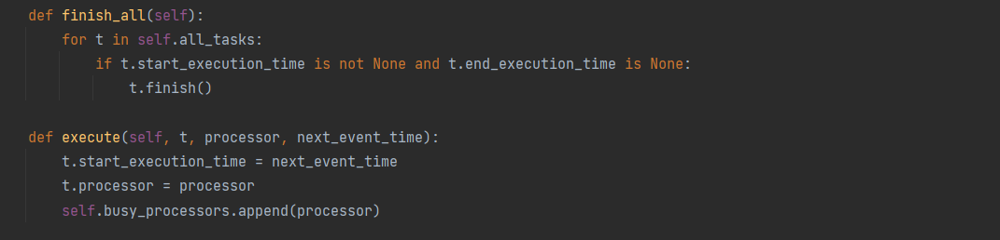 def finish_all(self):
    for t in self.all_tasks:
        if t.start_execution_time is not None and t.end_execution_time is None:
            t.finish()

def execute(self, t, processor, next_event_time):
    t.start_execution_time = next_event_time
    t.processor = processor
    self.busy_processors.append(processor)